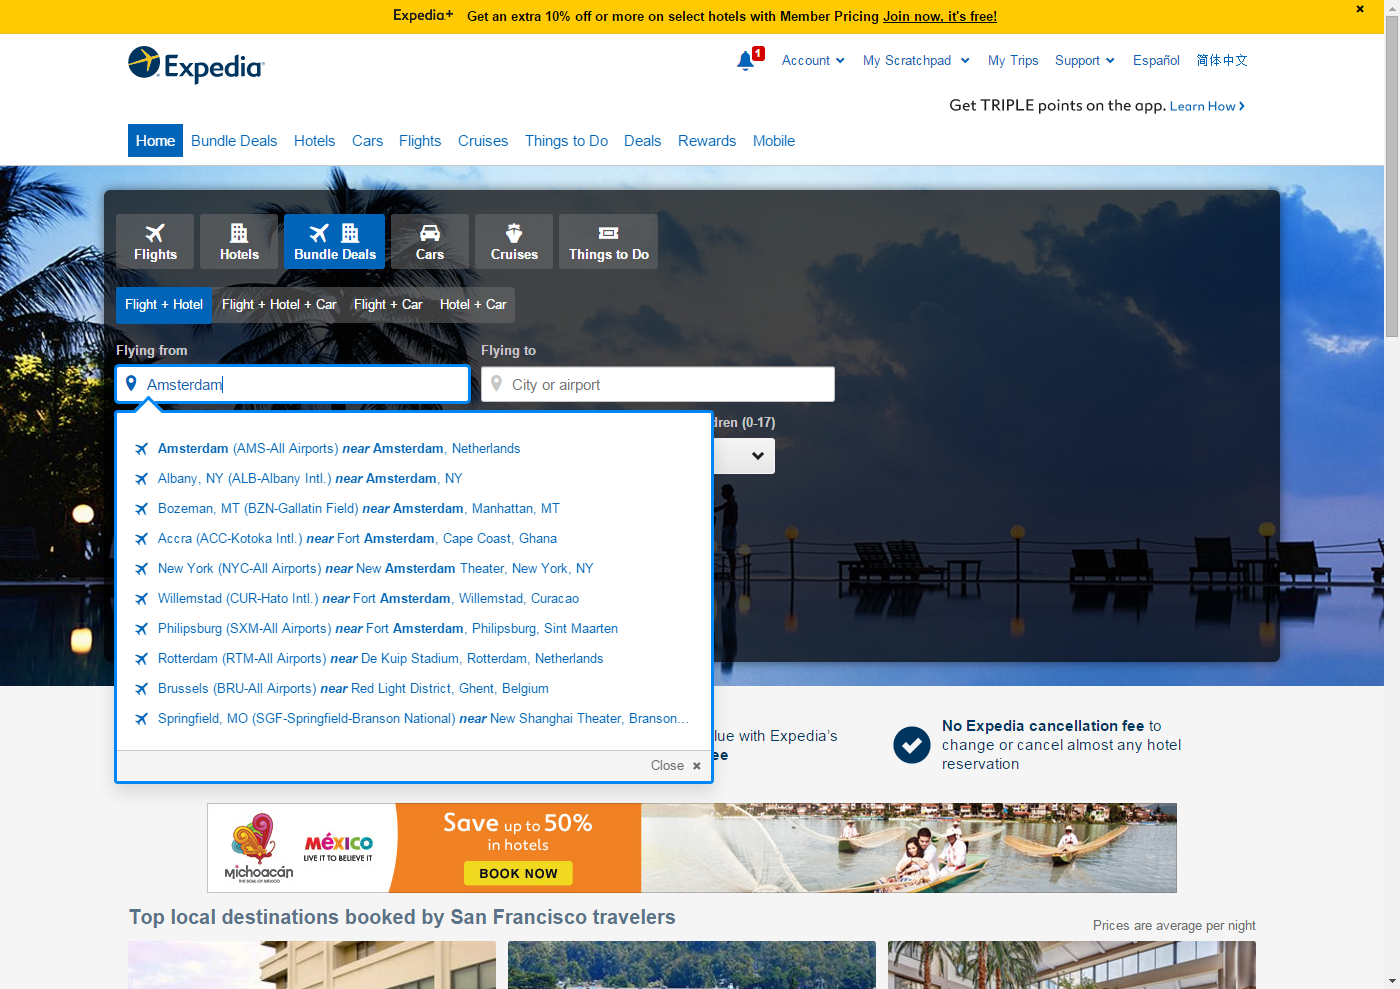 Expedia+ Get an extra 10% off or more on select hotels with Member Pricing Join now, it's free!
Expedia
1
Account My Scratchpad My Trips Support Español 简体中文
Get TRIPLE points on the app. Learn How
Home Bundle Deals Hotels Cars Flights Cruises Things to Do Deals Rewards Mobile
Flights Hotels Bundle Deals Cars Cruises Things to Do
Flight + Hotel Flight + Hotel + Car Flight + Car Hotel + Car
Flying from Flying to
Amsterdam City or airport
dren (0-17)
Amsterdam (AMS-All Airports) near Amsterdam, Netherlands
Albany, NY (ALB-Albany Intl.) near Amsterdam, NY
Bozeman, MT (BZN-Gallatin Field) near Amsterdam, Manhattan, MT
Accra (ACC-Kotoka Intl.) near Fort Amsterdam, Cape Coast, Ghana
New York (NYC-All Airports) near New Amsterdam Theater, New York, NY
Willemstad (CUR-Hato Intl.) near Fort Amsterdam, Willemstad, Curacao
Philipsburg (SXM-All Airports) near Fort Amsterdam, Philipsburg, Sint Maarten
Rotterdam (RTM-All Airports) near De Kuip Stadium, Rotterdam, Netherlands
Brussels (BRU-All Airports) near Red Light District, Ghent, Belgium
Springfield, MO (SGF-Springfield-Branson National) near New Shanghai Theater, Branson...
Close
lue with Expedia's
ee
No Expedia cancellation fee to
change or cancel almost any hotel
reservation
Michoacán
THE SOUL OF MEXICO
MÉXICO
LIVE IT TO BELIEVE IT
Save up to 50%
in hotels
BOOK NOW
Top local destinations booked by San Francisco travelers
Prices are average per night